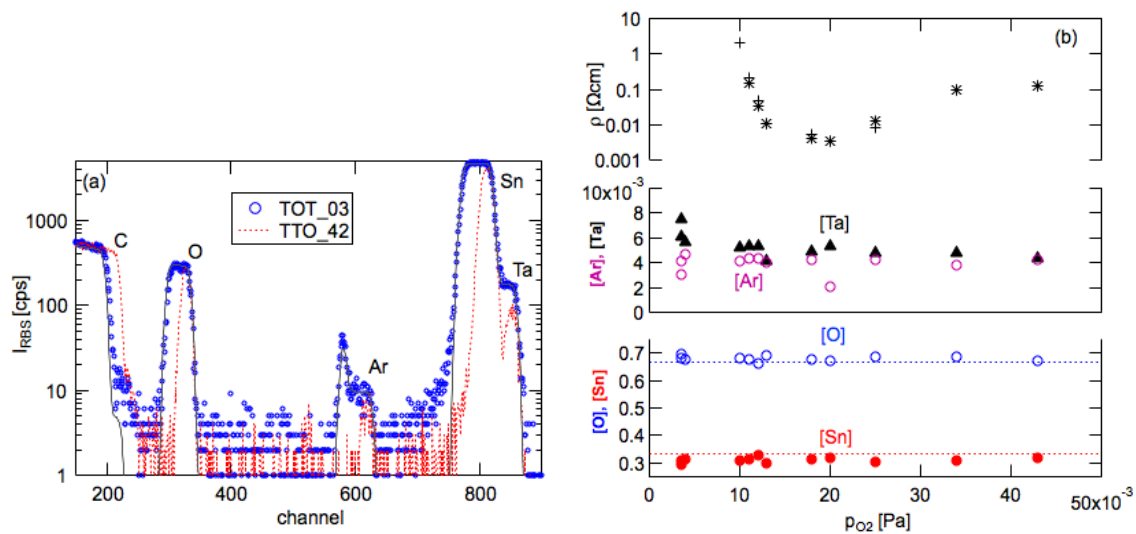 (a)
I_RBS [cps]
1000
100
10
1
200
400
600
800
channel
C
O
Ar
Sn
Ta
TOT_03
TTO_42
(b)
ρ [Ωcm]
10
1
0.1
0.01
0.001
[Ar], [Ta]
10x10⁻³
8
6
4
2
0
[Ta]
[Ar]
[O], [Sn]
0.7
0.6
0.5
0.4
0.3
[O]
[Sn]
0
10
20
30
40
50x10⁻³
pO2 [Pa]